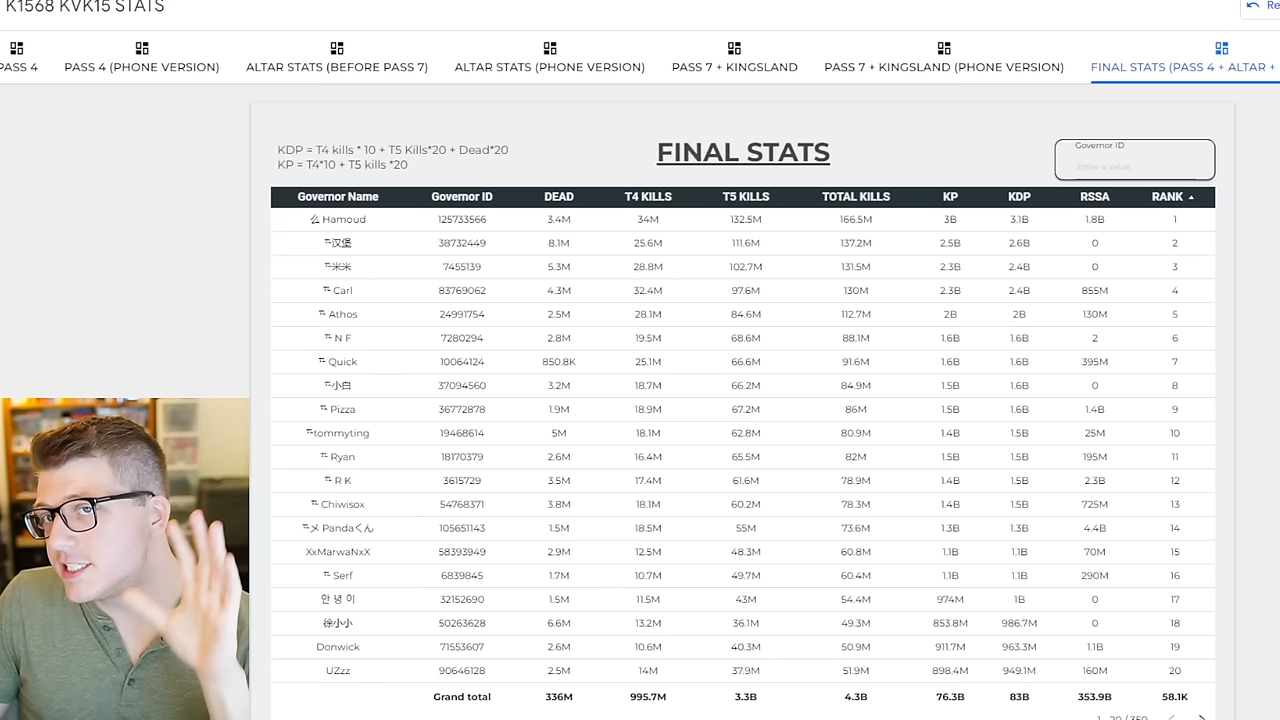 K1568 KVK15 STATS
Re
PASS 4 PASS 4 (PHONE VERSION) ALTAR STATS (BEFORE PASS 7) ALTAR STATS (PHONE VERSION) PASS 7 + KINGSLAND PASS 7 + KINGSLAND (PHONE VERSION) FINAL STATS (PASS 4 + ALTAR +
KDP = T4 kills * 10 + T5 Kills*20 + Dead*20
KP = T4*10 + T5 kills *20
FINAL STATS
Governor ID
Enter a value
Governor Name Governor ID DEAD T4 KILLS T5 KILLS TOTAL KILLS KP KDP RSSA RANK
么 Hamoud 125733566 3.4M 34M 132.5M 166.5M 3B 3.1B 1.8B 1
汉堡 38732449 8.1M 25.6M 111.6M 137.2M 2.5B 2.6B 0 2
米米 7455139 5.3M 28.8M 102.7M 131.5M 2.3B 2.4B 0 3
Carl 83769062 4.3M 32.4M 97.6M 130M 2.3B 2.4B 855M 4
Athos 24991754 2.5M 28.1M 84.6M 112.7M 2B 2B 130M 5
N F 7280294 2.8M 19.5M 68.6M 88.1M 1.6B 1.6B 2 6
Quick 10064124 850.8K 25.1M 66.6M 91.6M 1.6B 1.6B 395M 7
小白 37094560 3.2M 18.7M 66.2M 84.9M 1.5B 1.6B 0 8
Pizza 36772878 1.9M 18.9M 67.2M 86M 1.5B 1.6B 1.4B 9
tommyting 19468614 5M 18.1M 62.8M 80.9M 1.4B 1.5B 25M 10
Ryan 18170379 2.6M 16.4M 65.5M 82M 1.5B 1.5B 195M 11
R K 3615729 3.5M 17.4M 61.6M 78.9M 1.4B 1.5B 2.3B 12
Chiwisox 54768371 3.8M 18.1M 60.2M 78.3M 1.4B 1.5B 725M 13
メ Pandaくん 105651143 1.5M 18.5M 55M 73.6M 1.3B 1.3B 4.4B 14
XxMarwaNxX 58393949 2.9M 12.5M 48.3M 60.8M 1.1B 1.1B 70M 15
Serf 6839845 1.7M 10.7M 49.7M 60.4M 1.1B 1.1B 290M 16
안 녕 이 32152690 1.5M 11.5M 43M 54.4M 974M 1B 0 17
徐小小 50263628 6.6M 13.2M 36.1M 49.3M 853.8M 986.7M 0 18
Donwick 71553607 2.6M 10.6M 40.3M 50.9M 911.7M 963.3M 1.1B 19
UZzz 90646128 2.5M 14M 37.9M 51.9M 898.4M 949.1M 160M 20
Grand total 336M 995.7M 3.3B 4.3B 76.3B 83B 353.9B 58.1K
1 - 20 / 350